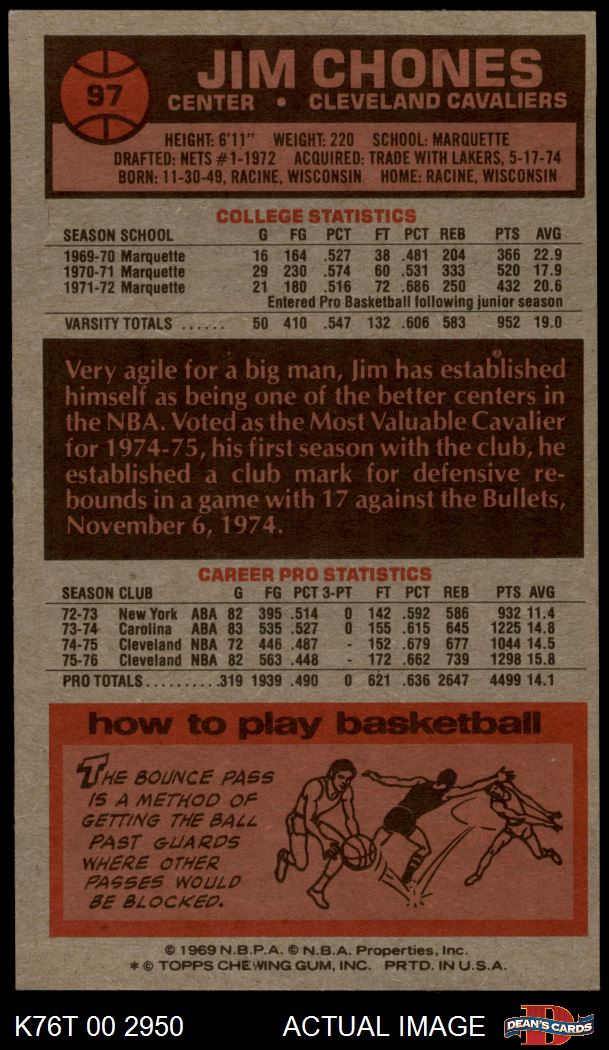 97
JIM CHONES
CENTER • CLEVELAND CAVALIERS
HEIGHT: 6'11" WEIGHT: 220 SCHOOL: MARQUETTE
DRAFTED: NETS #1-1972 ACQUIRED: TRADE WITH LAKERS, 5-17-74
BORN: 11-30-49, RACINE, WISCONSIN HOME: RACINE, WISCONSIN
COLLEGE STATISTICS
SEASON SCHOOL G FG PCT FT PCT REB PTS AVG
1969-70 Marquette 16 164 .527 38 .481 204 366 22.9
1970-71 Marquette 29 230 .574 60 .531 333 520 17.9
1971-72 Marquette 21 180 .516 72 .686 250 432 20.6
Entered Pro Basketball following junior season
VARSITY TOTALS ...... 50 410 .547 132 .606 583 952 19.0
Very agile for a big man, Jim has established
himself as being one of the better centers in
the NBA. Voted as the Most Valuable Cavalier
for 1974-75, his first season with the club, he
established a club mark for defensive re-
bounds in a game with 17 against the Bullets,
November 6, 1974.
CAREER PRO STATISTICS
SEASON CLUB G FG PCT 3-PT FT PCT REB PTS AVG
72-73 New York ABA 82 395 .514 0 142 .592 586 932 11.4
73-74 Carolina ABA 83 535 .527 0 155 .615 645 1225 14.8
74-75 Cleveland NBA 72 446 .487 - 152 .679 677 1044 14.5
75-76 Cleveland NBA 82 563 .448 - 172 .662 739 1298 15.8
PRO TOTALS..........319 1939 .490 0 621 .636 2647 4499 14.1
how to play basketball
THE BOUNCE PASS
IS A METHOD OF
GETTING THE BALL
PAST GUARDS
WHERE OTHER
PASSES WOULD
BE BLOCKED.
© 1969 N.B.P.A. © N.B.A. Properties, Inc.
* © TOPPS CHEWING GUM, INC. PRTD. IN U.S.A.
K76T 00 2950 ACTUAL IMAGE
D
DEAN'S CARDS